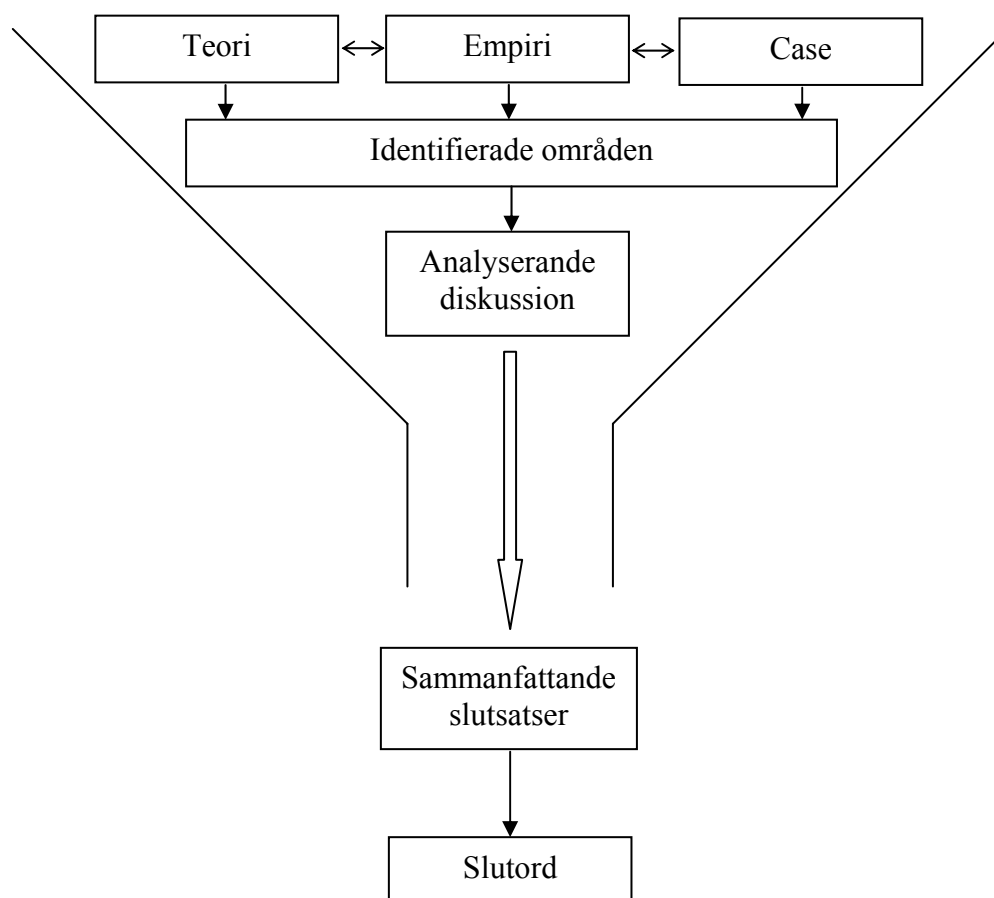 Teori
Empiri
Case
Identifierade områden
Analyserande
diskussion
Sammanfattande
slutsatser
Slutord